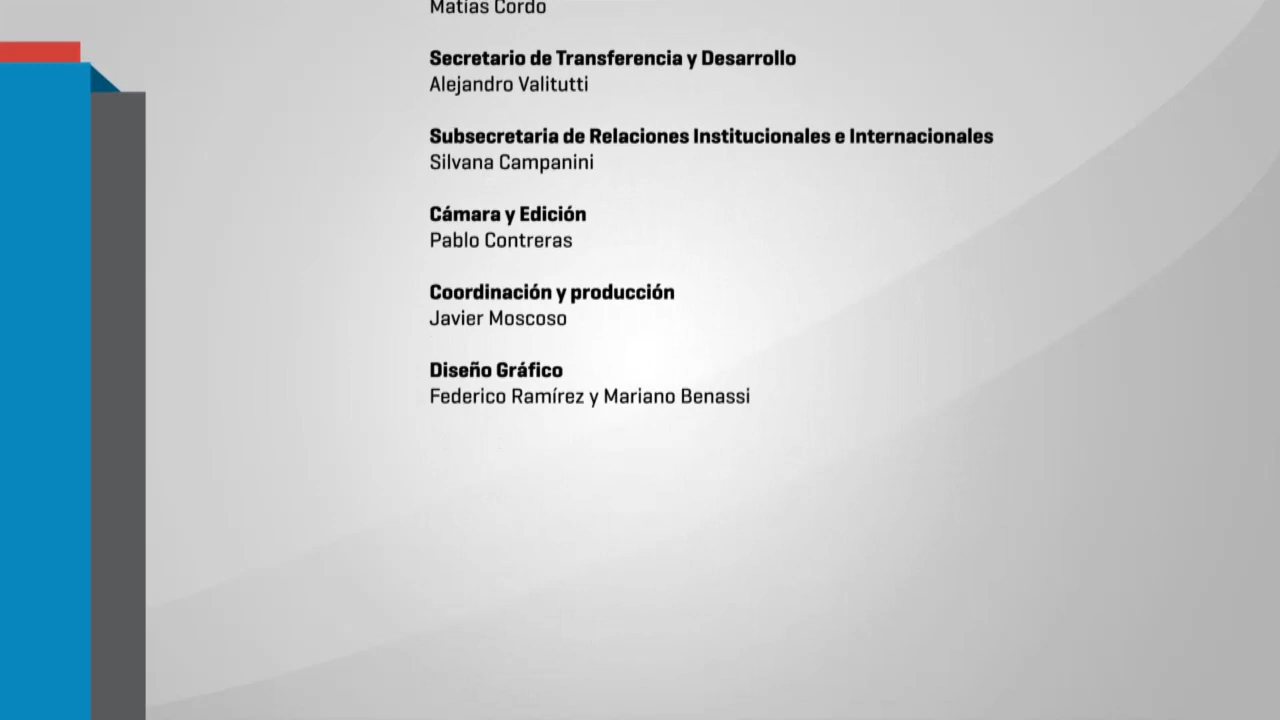 Matías Cordo
Secretario de Transferencia y Desarrollo
Alejandro Valitutti
Subsecretaria de Relaciones Institucionales e Internacionales
Silvana Campanini
Cámara y Edición
Pablo Contreras
Coordinación y producción
Javier Moscoso
Diseño Gráfico
Federico Ramírez y Mariano Benassi